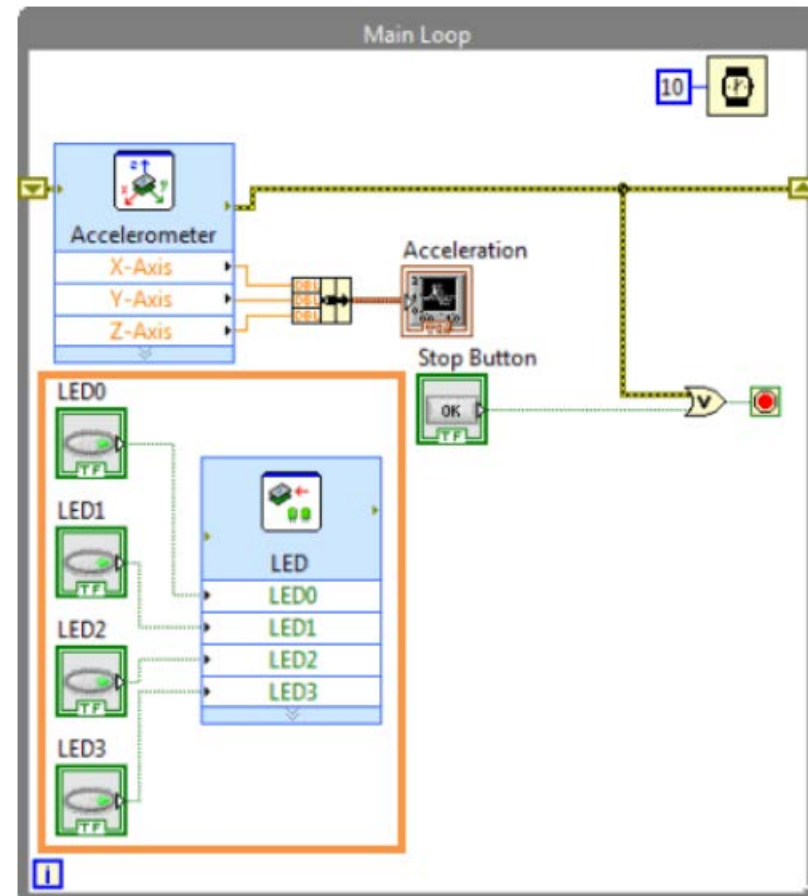 Main Loop
10
Accelerometer
X-Axis
Y-Axis
Z-Axis
DBL
DBL
DBL
Acceleration
Stop Button
OK
TF
LED0
TF
LED1
TF
LED2
TF
LED3
TF
LED
LED0
LED1
LED2
LED3
i